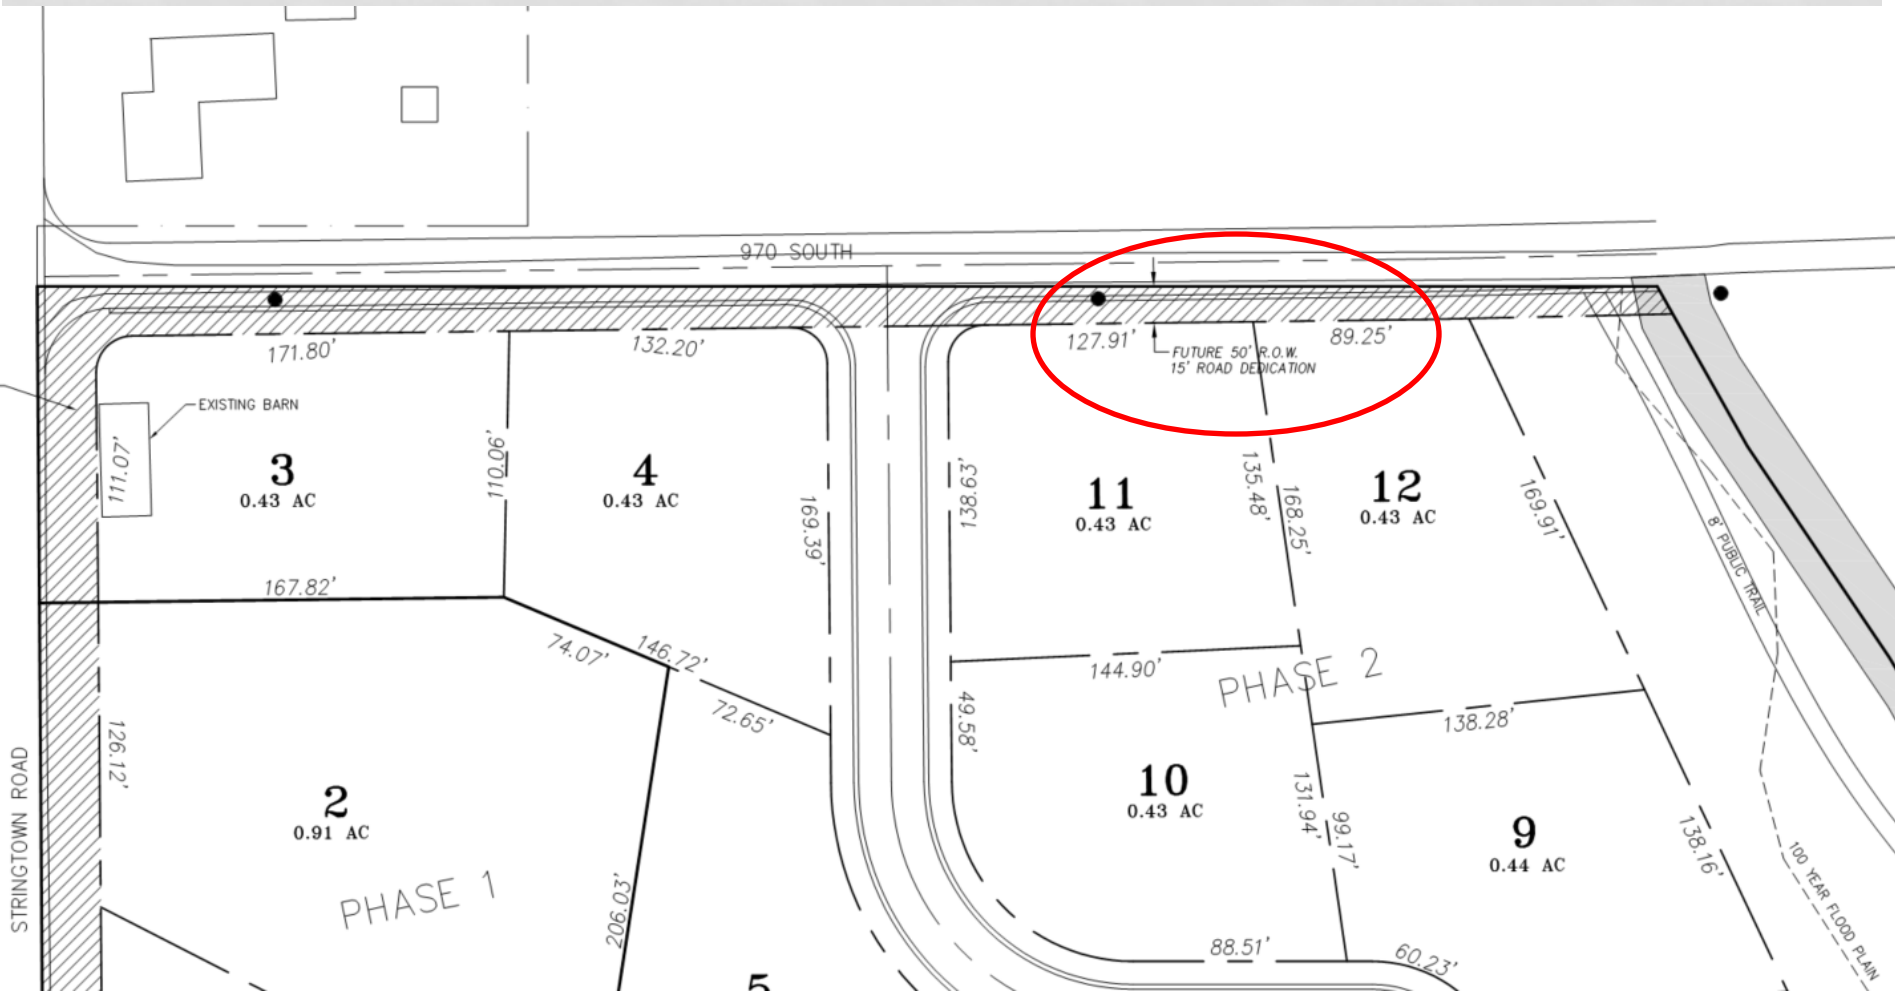 970 SOUTH
171.80'
132.20'
127.91'
89.25'
FUTURE 50' R.O.W.
15' ROAD DEDICATION
EXISTING BARN
111.07'
3
0.43 AC
110.06'
4
0.43 AC
169.39'
138.93'
11
0.43 AC
135.48'
168.25'
12
0.43 AC
169.91'
8' PUBLIC TRAIL
167.82'
74.07'
146.72'
72.65'
144.90'
PHASE 2
49.58'
138.28'
126.12'
STRINGTOWN ROAD
2
0.91 AC
PHASE 1
206.03'
10
0.43 AC
131.94'
99.17'
9
0.44 AC
138.16'
100 YEAR FLOOD PLAIN
88.51'
60.23'
5